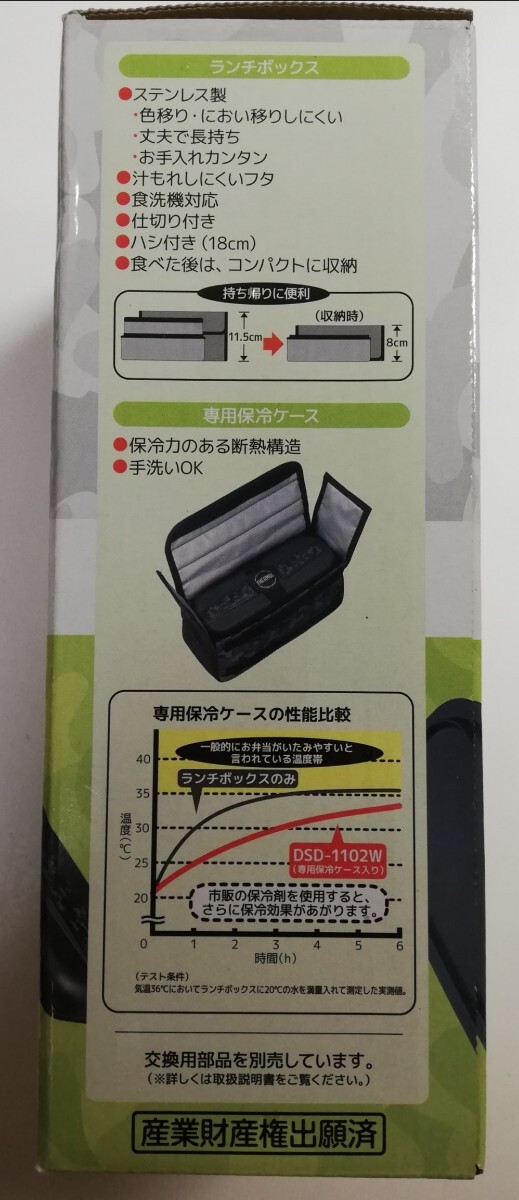 ランチボックス
●ステンレス製
・色移り・におい移りしにくい
・丈夫で長持ち
・お手入れカンタン
●汁もれしにくいフタ
●食洗機対応
●仕切り付き
●ハシ付き(18cm)
●食べた後は、コンパクトに収納
持ち帰りに便利
(収納時)
11.5cm
8cm
専用保冷ケース
●保冷力のある断熱構造
●手洗いOK
THERMOS
専用保冷ケースの性能比較
一般的にお弁当がいたみやすいと
言われている温度帯
ランチボックスのみ
温度(℃)
40
35
30
25
20
DSD-1102W
(専用保冷ケース入り)
市販の保冷剤を使用すると、
さらに保冷効果があがります。
0 1 2 3 4 5 6
時間(h)
(テスト条件)
気温36℃においてランチボックスに20℃の水を満量入れて測定した実測値。
交換用部品を別売しています。
(※詳しくは取扱説明書をご覧ください。)
産業財産権出願済